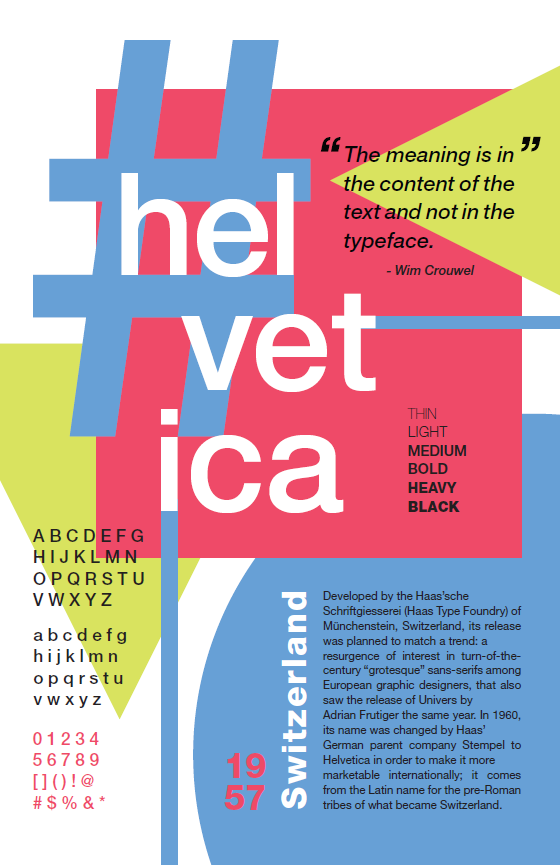 #
“The meaning is in”
the content of the
text and not in the
typeface.
- Wim Crouwel
hel
vet
ica
THIN
LIGHT
MEDIUM
BOLD
HEAVY
BLACK
A B C D E F G
H I J K L M N
O P Q R S T U
V W X Y Z
a b c d e f g
h i j k l m n
o p q r s t u
v w x y z
0 1 2 3 4
5 6 7 8 9
[ ] ( ) ! @
# $ % & *
19
57
Switzerland
Developed by the Haas’sche
Schriftgiesserei (Haas Type Foundry) of
Münchenstein, Switzerland, its release
was planned to match a trend: a
resurgence of interest in turn-of-the-
century “grotesque” sans-serifs among
European graphic designers, that also
saw the release of Univers by
Adrian Frutiger the same year. In 1960,
its name was changed by Haas’
German parent company Stempel to
Helvetica in order to make it more
marketable internationally; it comes
from the Latin name for the pre-Roman
tribes of what became Switzerland.